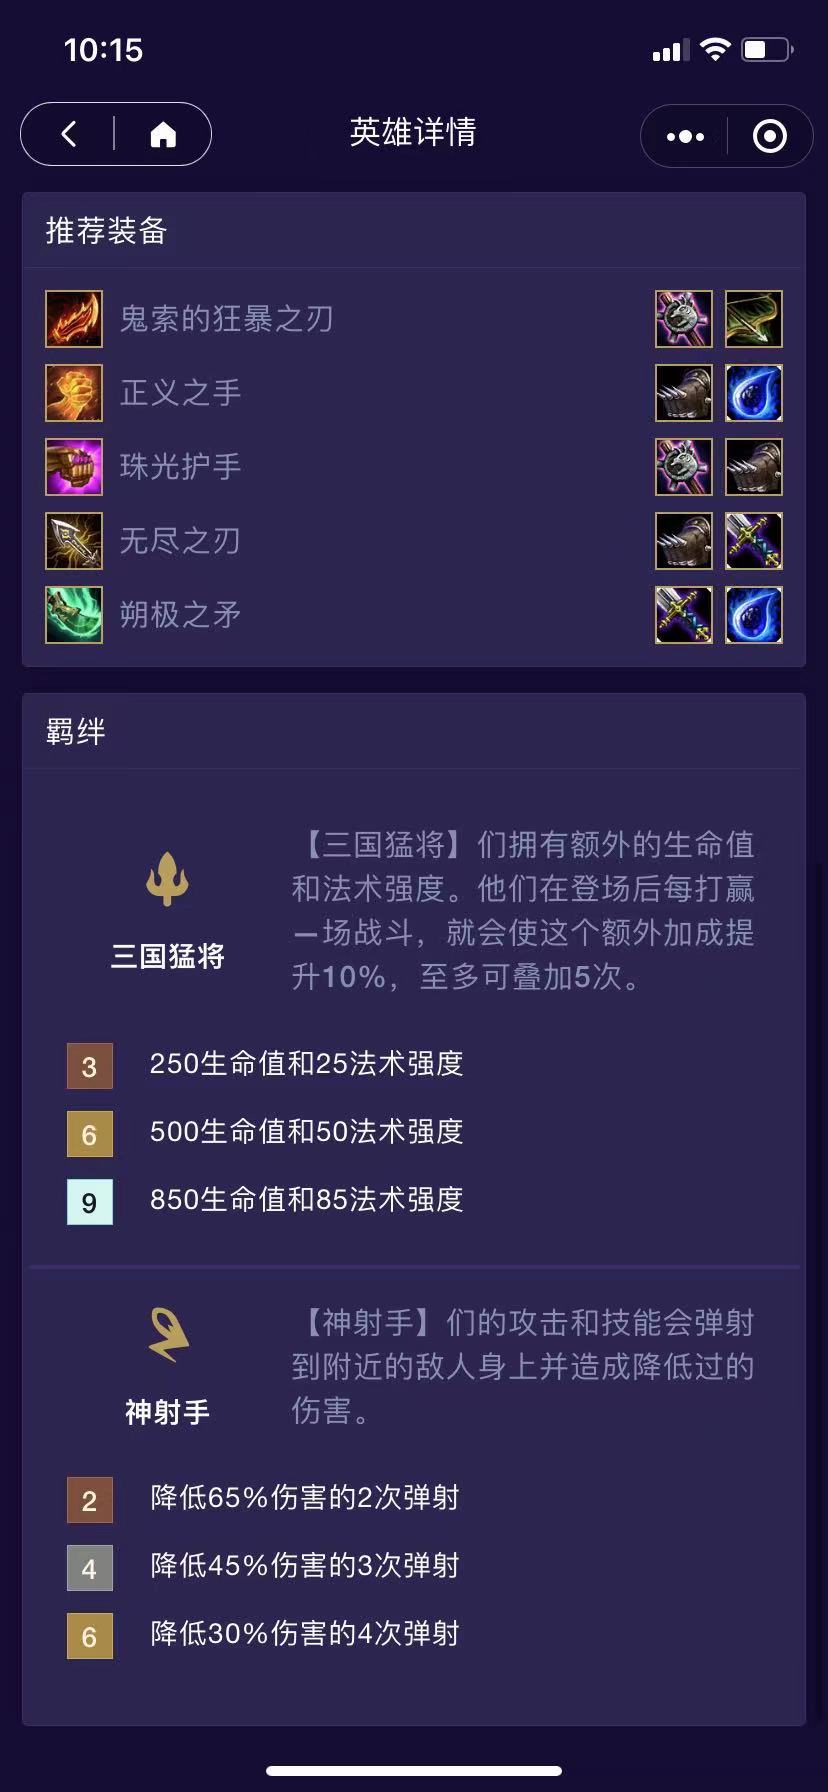 10:15
英雄详情
推荐装备
鬼索的狂暴之刃
正义之手
珠光护手
无尽之刃
朔极之矛
羁绊
【三国猛将】们拥有额外的生命值
和法术强度。他们在登场后每打赢
一场战斗，就会使这个额外加成提
升10%，至多可叠加5次。
三国猛将
3 250生命值和25法术强度
6 500生命值和50法术强度
9 850生命值和85法术强度
【神射手】们的攻击和技能会弹射
到附近的敌人身上并造成降低过的
伤害。
神射手
2 降低65%伤害的2次弹射
4 降低45%伤害的3次弹射
6 降低30%伤害的4次弹射